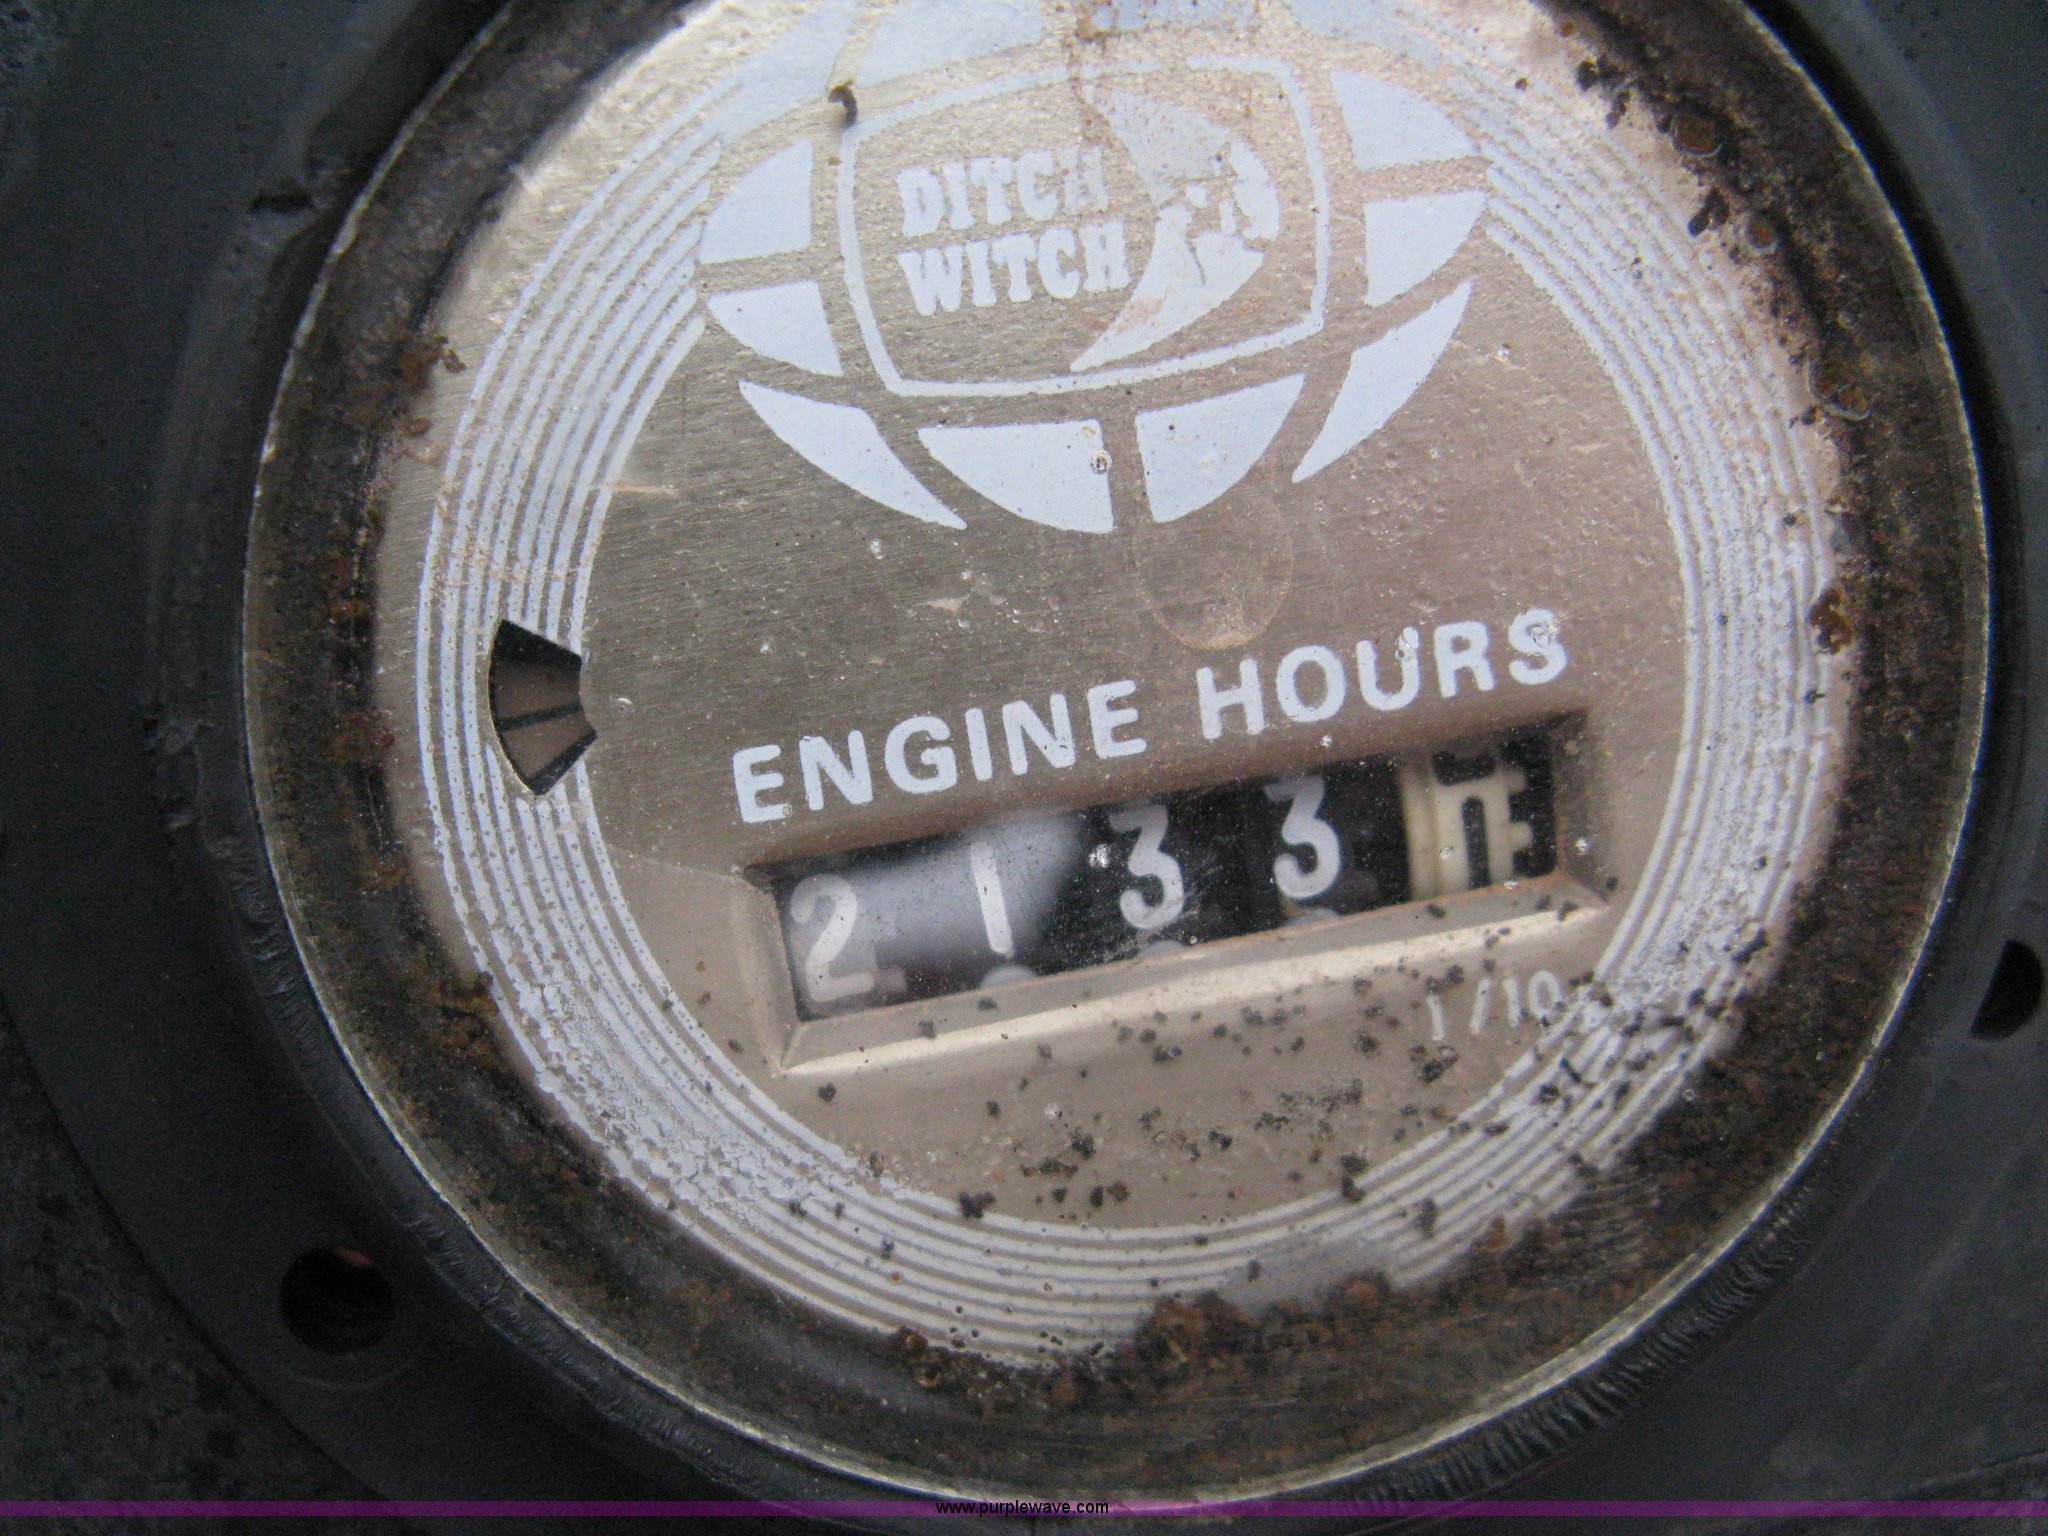 DITCH
WITCH
ENGINE HOURS
2 1 3 3
1/10
www.purplewave.com